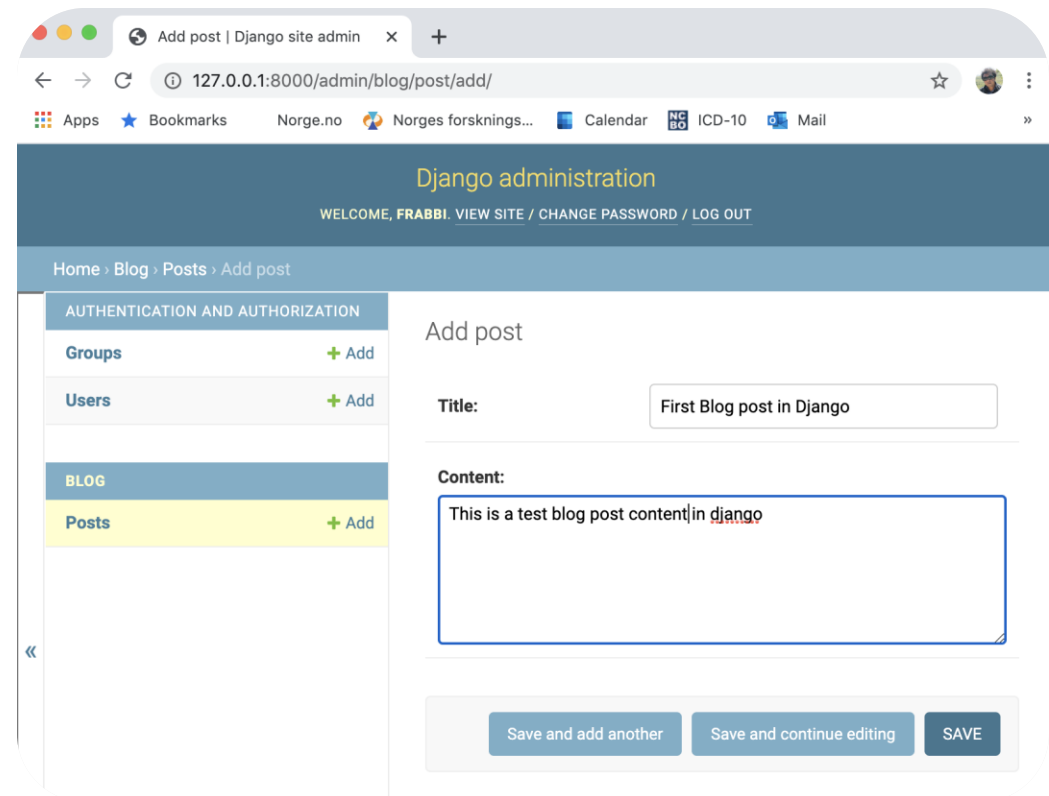 Add post | Django site admin
127.0.0.1:8000/admin/blog/post/add/
Apps Bookmarks Norge.no Norges forsknings... Calendar NC BO ICD-10 Mail »
Django administration
WELCOME, FRABBI. VIEW SITE / CHANGE PASSWORD / LOG OUT
Home › Blog › Posts › Add post
AUTHENTICATION AND AUTHORIZATION
Groups + Add
Users + Add
BLOG
Posts + Add
«
Add post
Title: First Blog post in Django
Content:
This is a test blog post content in django
Save and add another Save and continue editing SAVE